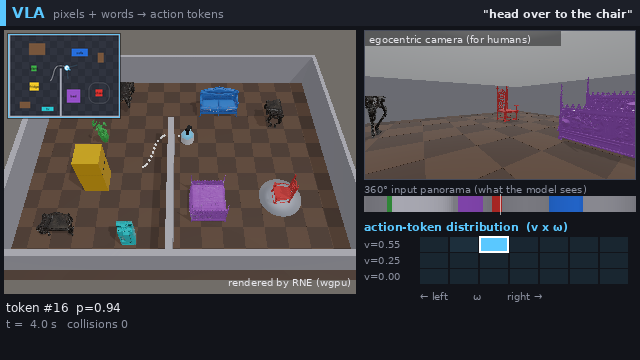 VLA pixels + words → action tokens "head over to the chair"
egocentric camera (for humans)
360° input panorama (what the model sees)
action-token distribution (v x ω)
v=0.55
v=0.25
v=0.00
← left ω right →
rendered by RNE (wgpu)
token #16 p=0.94
t = 4.0 s collisions 0